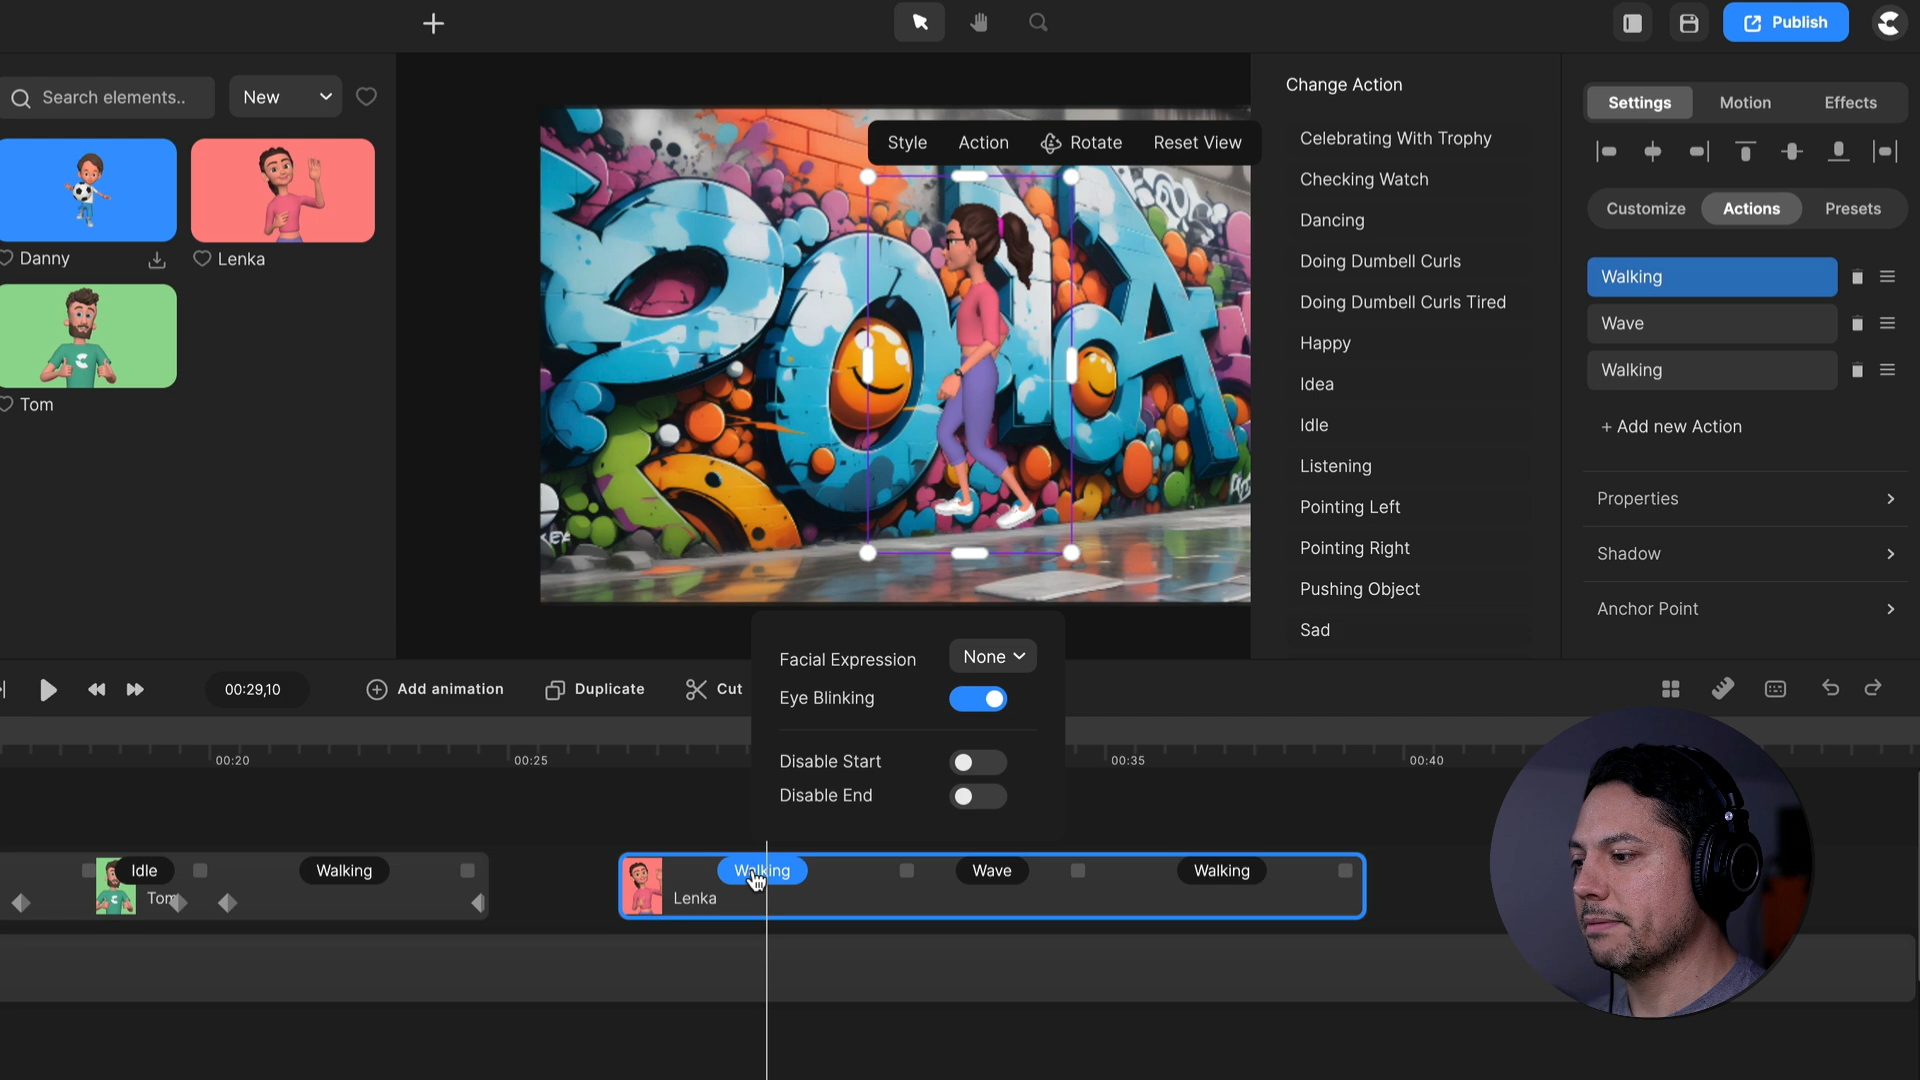 Publish
Search elements..
New
Danny
Lenka
Tom
Style
Action
Rotate
Reset View
Change Action
Celebrating With Trophy
Checking Watch
Dancing
Doing Dumbell Curls
Doing Dumbell Curls Tired
Happy
Idea
Idle
Listening
Pointing Left
Pointing Right
Pushing Object
Sad
Settings
Motion
Effects
Customize
Actions
Presets
Walking
Wave
Walking
+ Add new Action
Properties
Shadow
Anchor Point
00:29,10
Add animation
Duplicate
Cut
Facial Expression
None
Eye Blinking
Disable Start
Disable End
00:20
00:25
00:35
00:40
Idle
Tom
Walking
Walking
Lenka
Wave
Walking